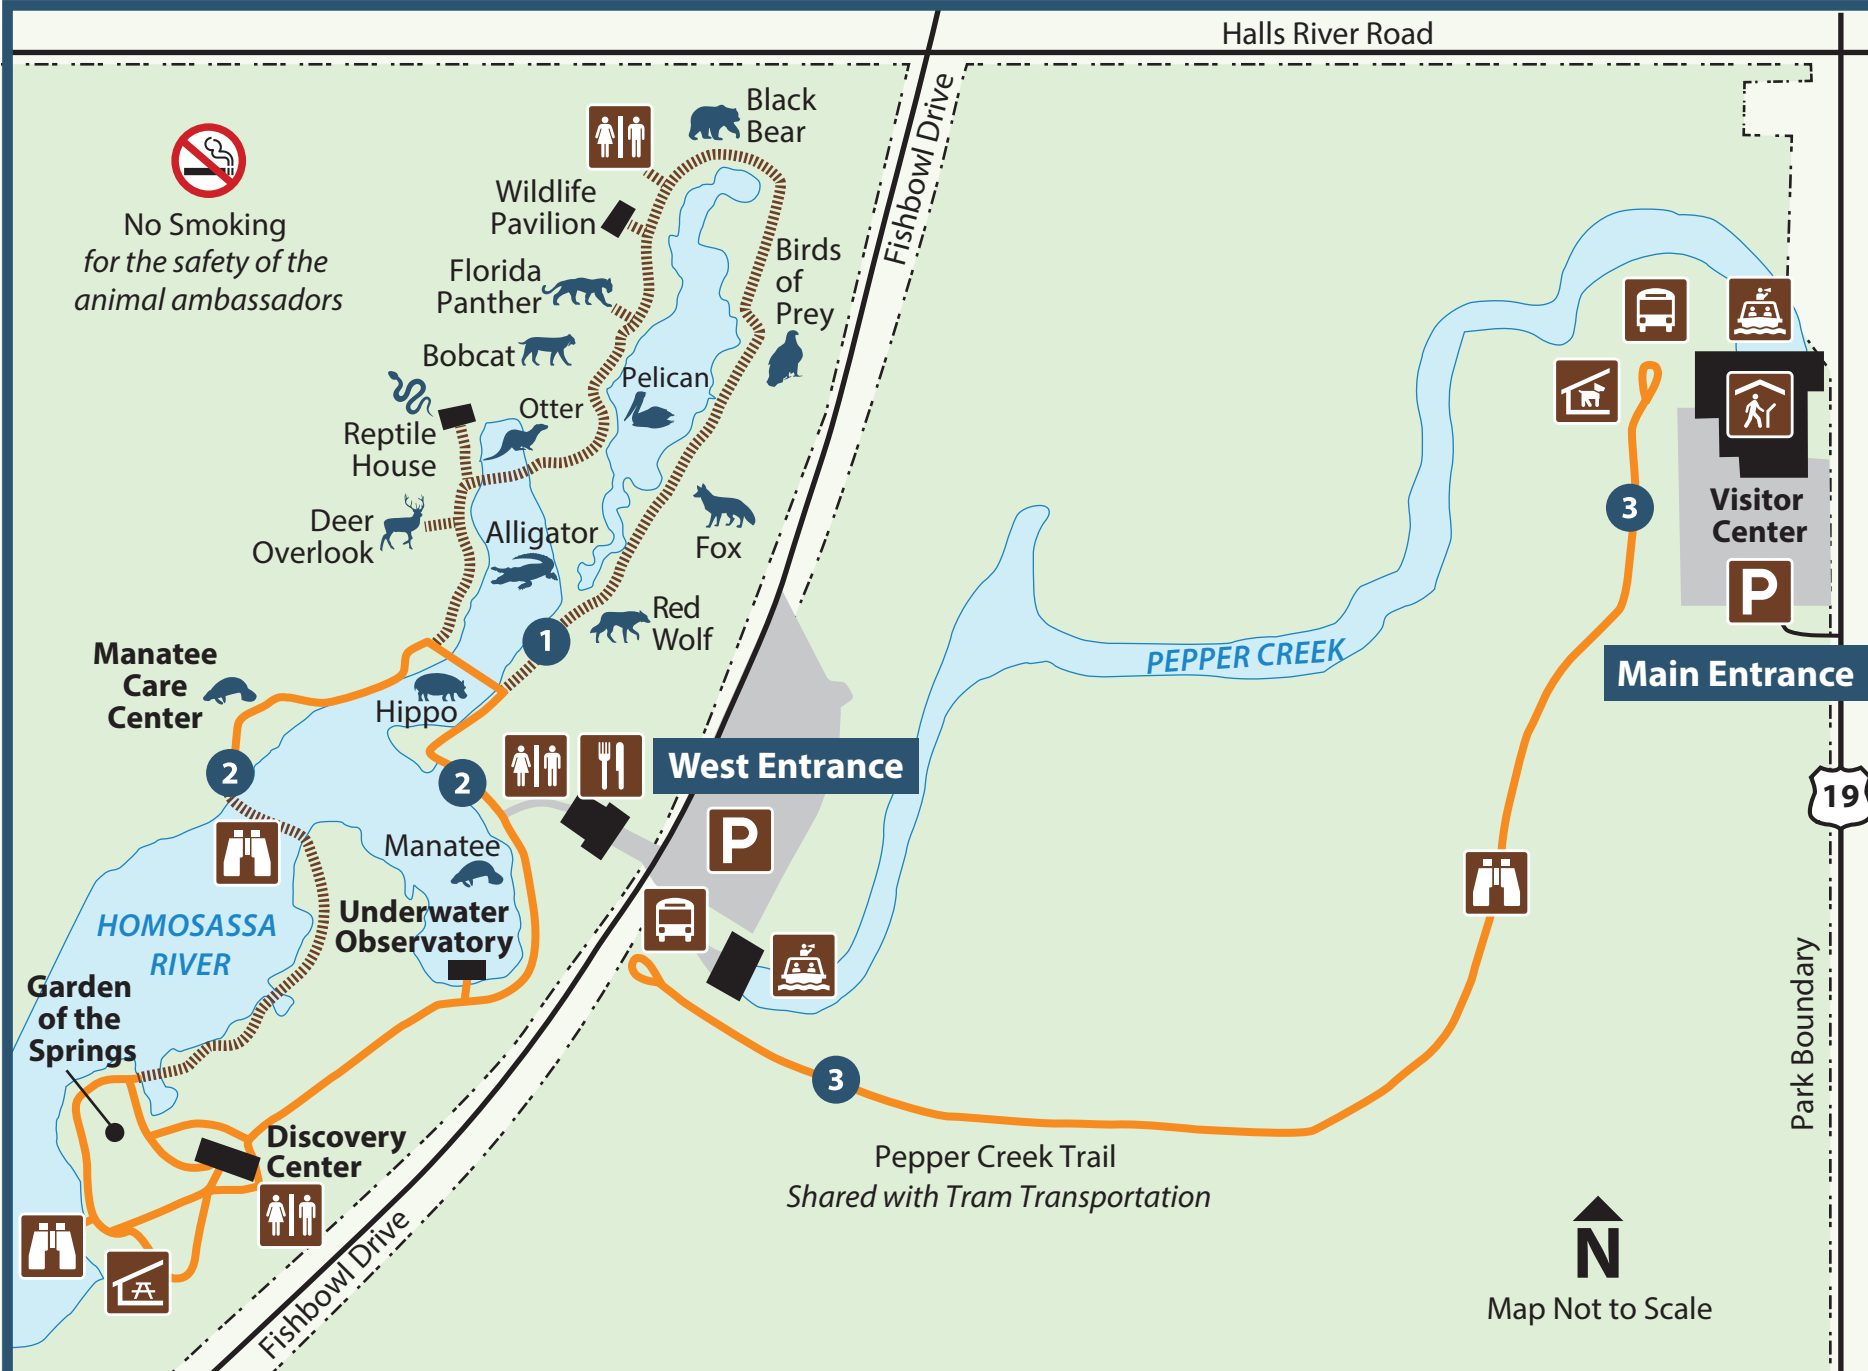 Halls River Road
Fishbowl Drive
Black
Bear
No Smoking
for the safety of the
animal ambassadors
Wildlife
Pavilion
Florida
Panther
Birds
of
Prey
Bobcat
Pelican
Otter
Reptile
House
Deer
Overlook
Alligator
Fox
Red
Wolf
1
Manatee
Care
Center
Hippo
2
2
West Entrance
P
Manatee
Underwater
Observatory
HOMOSASSA
RIVER
Garden
of the
Springs
Discovery
Center
Fishbowl Drive
PEPPER CREEK
3
Visitor
Center
P
Main Entrance
19
3
Pepper Creek Trail
Shared with Tram Transportation
Park Boundary
N
Map Not to Scale